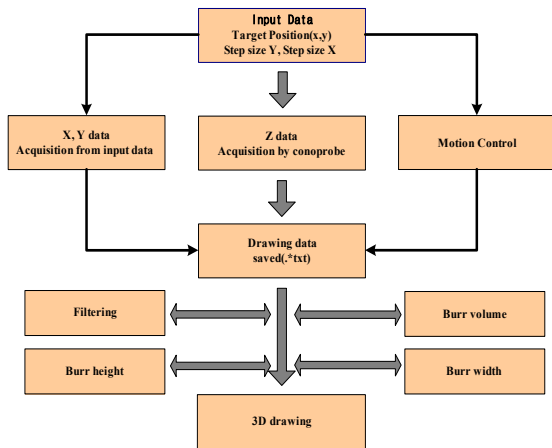 Input Data
Target Position(x,y)
Step size Y, Step size X
X, Y data
Acquisition from input data
Z data
Acquisition by conoprobe
Motion Control
Drawing data
saved(.*txt)
Filtering
Burr volume
Burr height
Burr width
3D drawing